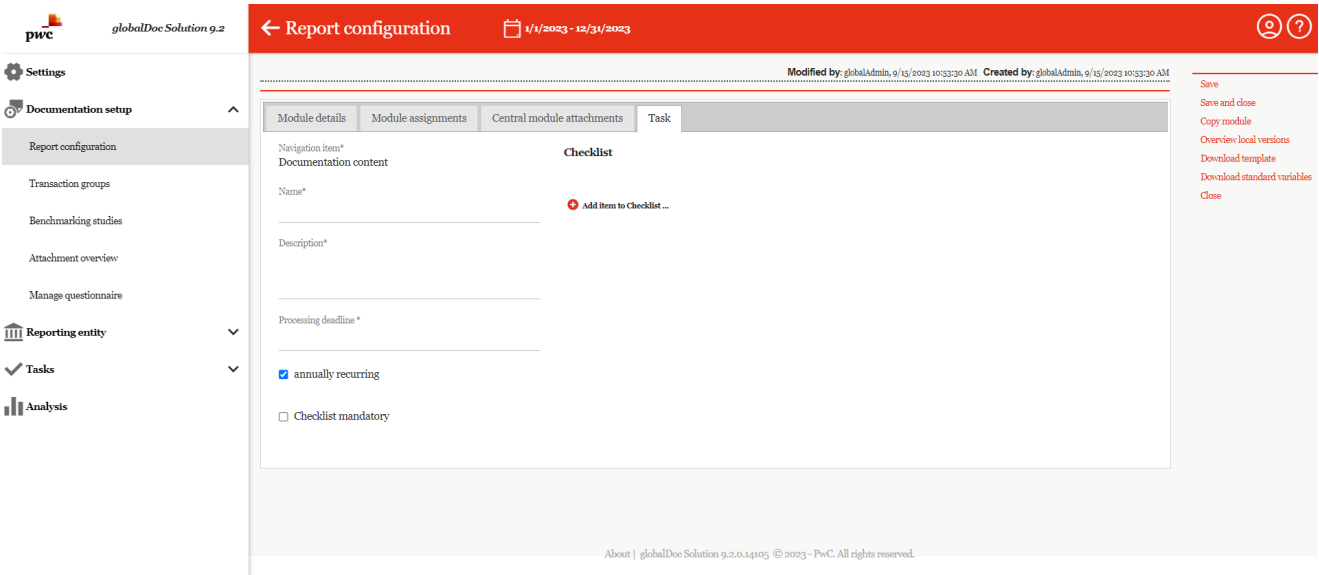 pwc
globalDoc Solution 9.2
Report configuration
1/1/2023 - 12/31/2023
Settings
Documentation setup
Report configuration
Transaction groups
Benchmarking studies
Attachment overview
Manage questionnaire
Reporting entity
Tasks
Analysis
Modified by: globalAdmin, 9/15/2023 10:53:30 AM Created by: globalAdmin, 9/15/2023 10:53:30 AM
Module details
Module assignments
Central module attachments
Task
Navigation item*
Documentation content
Name*
Description*
Processing deadline *
annually recurring
Checklist mandatory
Checklist
Add item to Checklist ...
Save
Save and close
Copy module
Overview local versions
Download template
Download standard variables
Close
About | globalDoc Solution 9.2.0.14105 © 2023 - PwC. All rights reserved.